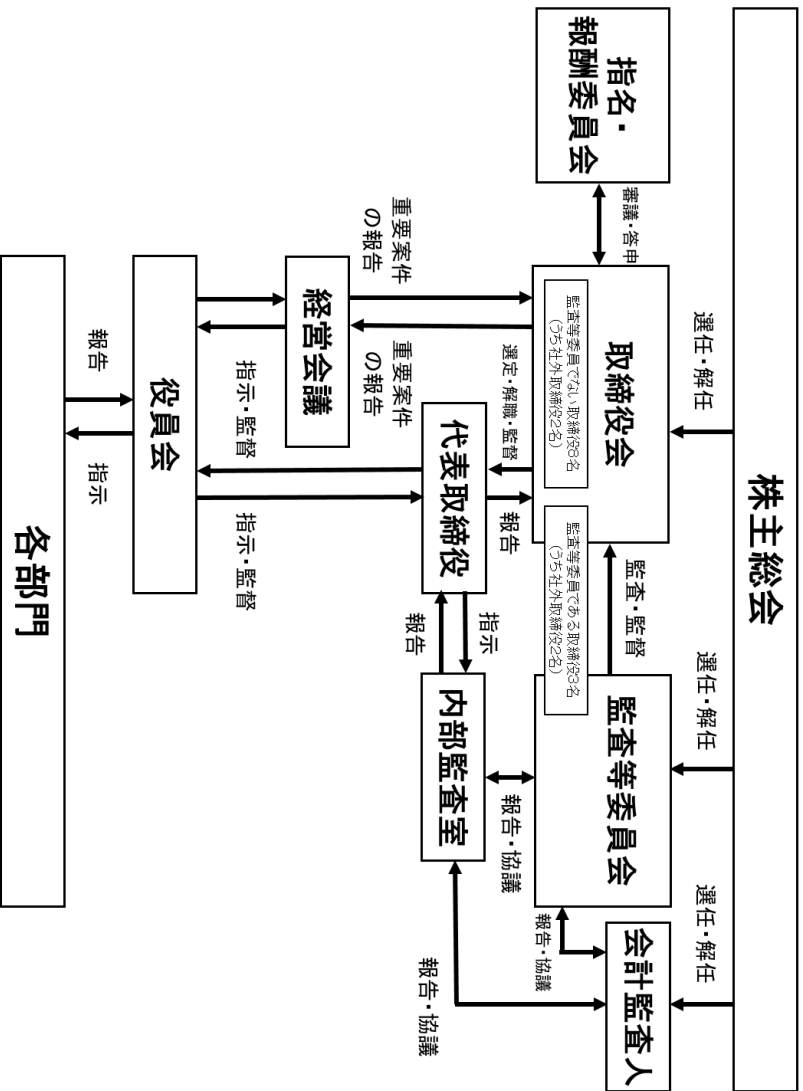 株主総会
選任・解任
選任・解任
選任・解任
指名・
報酬委員会
審議・答申
取締役会
監査等委員でない取締役8名
(うち社外取締役2名)
監査等委員である取締役3名
(うち社外取締役2名)
監査・監督
監査等委員会
会計監査人
報告・協議
報告・協議
報告・協議
重要案件
の報告
重要案件
の報告
選定・解職・監督
報告
代表取締役
指示
報告
内部監査室
経営会議
指示・監督
指示・監督
役員会
報告
指示
各部門